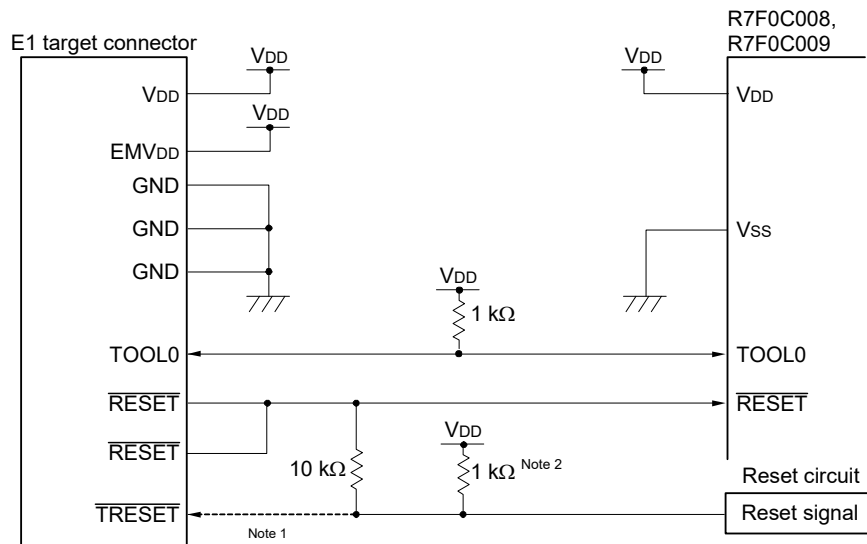 E1 target connector
R7F0C008,
R7F0C009
VDD
VDD
VDD
VDD
VDD
EMVDD
GND
GND
GND
VSS
VDD
1 kΩ
TOOL0
TOOL0
RESET
RESET
RESET
VDD
10 kΩ
1 kΩ Note 2
Reset circuit
Reset signal
TRESET
Note 1